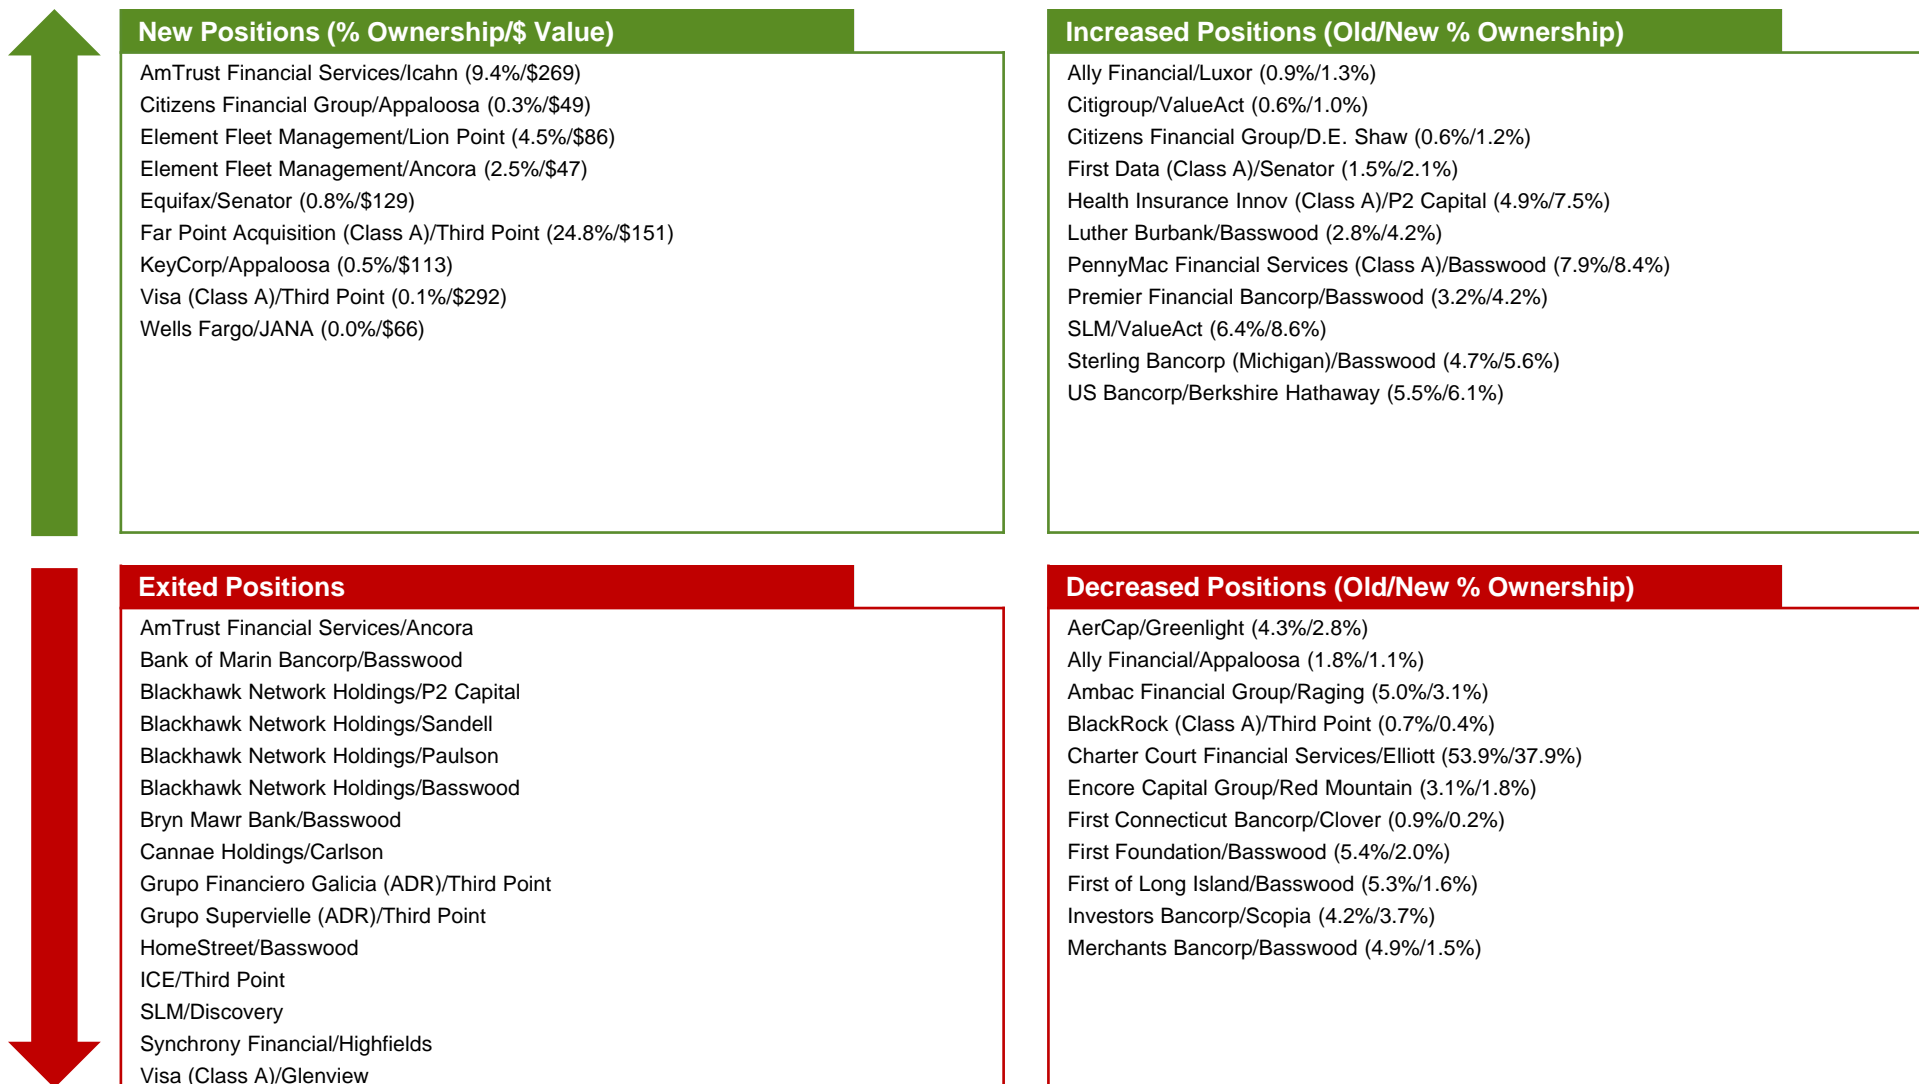 New Positions (% Ownership/$ Value)
AmTrust Financial Services/Icahn (9.4%/$269)
Citizens Financial Group/Appaloosa (0.3%/$49)
Element Fleet Management/Lion Point (4.5%/$86)
Element Fleet Management/Ancora (2.5%/$47)
Equifax/Senator (0.8%/$129)
Far Point Acquisition (Class A)/Third Point (24.8%/$151)
KeyCorp/Appaloosa (0.5%/$113)
Visa (Class A)/Third Point (0.1%/$292)
Wells Fargo/JANA (0.0%/$66)
Increased Positions (Old/New % Ownership)
Ally Financial/Luxor (0.9%/1.3%)
Citigroup/ValueAct (0.6%/1.0%)
Citizens Financial Group/D.E. Shaw (0.6%/1.2%)
First Data (Class A)/Senator (1.5%/2.1%)
Health Insurance Innov (Class A)/P2 Capital (4.9%/7.5%)
Luther Burbank/Basswood (2.8%/4.2%)
PennyMac Financial Services (Class A)/Basswood (7.9%/8.4%)
Premier Financial Bancorp/Basswood (3.2%/4.2%)
SLM/ValueAct (6.4%/8.6%)
Sterling Bancorp (Michigan)/Basswood (4.7%/5.6%)
US Bancorp/Berkshire Hathaway (5.5%/6.1%)
Exited Positions
AmTrust Financial Services/Ancora
Bank of Marin Bancorp/Basswood
Blackhawk Network Holdings/P2 Capital
Blackhawk Network Holdings/Sandell
Blackhawk Network Holdings/Paulson
Blackhawk Network Holdings/Basswood
Bryn Mawr Bank/Basswood
Cannae Holdings/Carlson
Grupo Financiero Galicia (ADR)/Third Point
Grupo Supervielle (ADR)/Third Point
HomeStreet/Basswood
ICE/Third Point
SLM/Discovery
Synchrony Financial/Highfields
Visa (Class A)/Glenview
Decreased Positions (Old/New % Ownership)
AerCap/Greenlight (4.3%/2.8%)
Ally Financial/Appaloosa (1.8%/1.1%)
Ambac Financial Group/Raging (5.0%/3.1%)
BlackRock (Class A)/Third Point (0.7%/0.4%)
Charter Court Financial Services/Elliott (53.9%/37.9%)
Encore Capital Group/Red Mountain (3.1%/1.8%)
First Connecticut Bancorp/Clover (0.9%/0.2%)
First Foundation/Basswood (5.4%/2.0%)
First of Long Island/Basswood (5.3%/1.6%)
Investors Bancorp/Scopia (4.2%/3.7%)
Merchants Bancorp/Basswood (4.9%/1.5%)